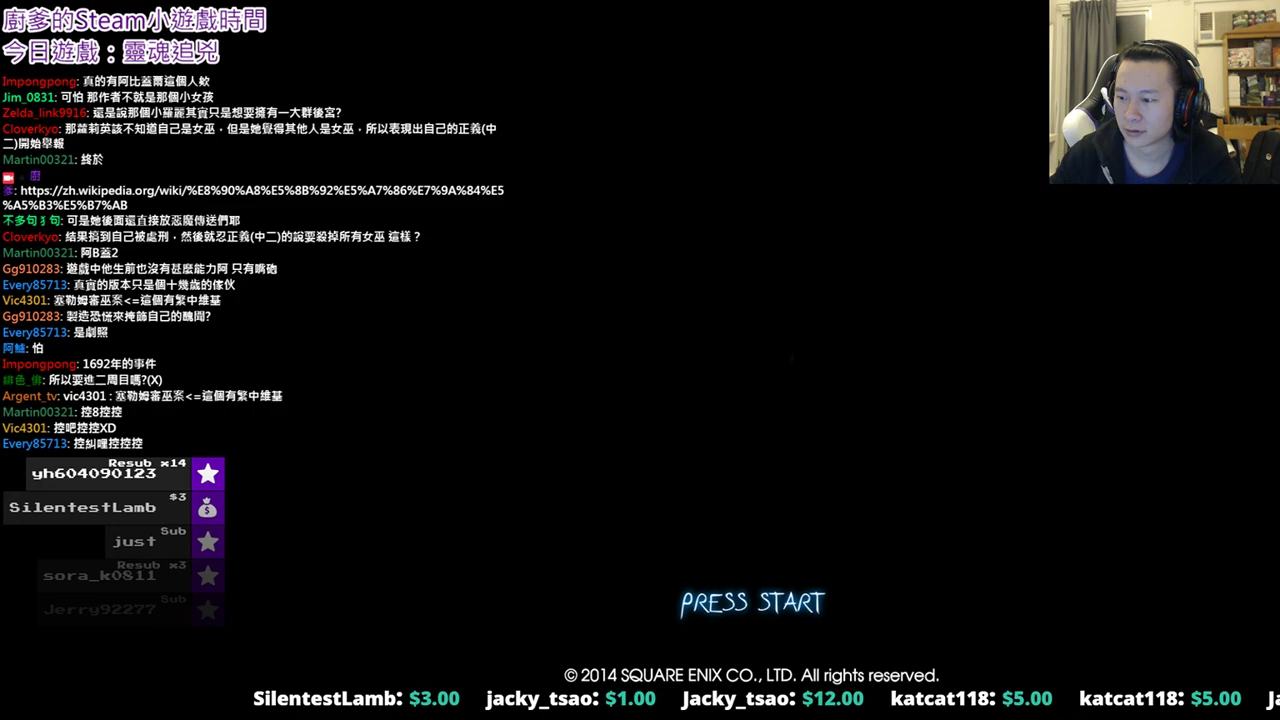 廚爹的Steam小遊戲時間
今日遊戲：靈魂追兇
Impongpong: 真的有阿比蓋爾這個人欸
Jim_0831: 可怕 那作者不就是那個小女孩
Zelda_link9916: 還是說那個小羅麗其實只是想要擁有一大群後宮?
Cloverkyo: 那蘿莉英該不知道自己是女巫，但是她覺得其他人是女巫，所以表現出自己的正義(中
二)開始舉報
Martin00321: 終於
廚
爹: https://zh.wikipedia.org/wiki/%E8%90%A8%E5%8B%92%E5%A7%86%E7%9A%84%E5
%A5%B3%E5%B7%AB
不多句犭句: 可是她後面還直接放惡魔傳送們耶
Cloverkyo: 結果搞到自己被處刑，然後就忍正義(中二)的說要殺掉所有女巫 這樣？
Martin00321: 阿B蓋2
Gg910283: 遊戲中他生前也沒有甚麼能力阿 只有嘴砲
Every85713: 真實的版本只是個十幾歲的傢伙
Vic4301: 塞勒姆審巫案<=這個有繁中維基
Gg910283: 製造恐慌來掩飾自己的醜聞?
Every85713: 是劇照
阿鱸: 怕
Impongpong: 1692年的事件
緋色_俳: 所以要進二周目嗎?(X)
Argent_tv: vic4301 : 塞勒姆審巫案<=這個有繁中維基
Martin00321: 控8控控
Vic4301: 控吧控控XD
Every85713: 控糾哩控控控
Resub x14
yh604090123
$3
SilentestLamb
Sub
just
Resub x3
sora_k0811
Sub
Jerry92277
PRESS START
© 2014 SQUARE ENIX CO., LTD. All rights reserved.
SilentestLamb: $3.00 jacky_tsao: $1.00 Jacky_tsao: $12.00 katcat118: $5.00 katcat118: $5.00 Ja